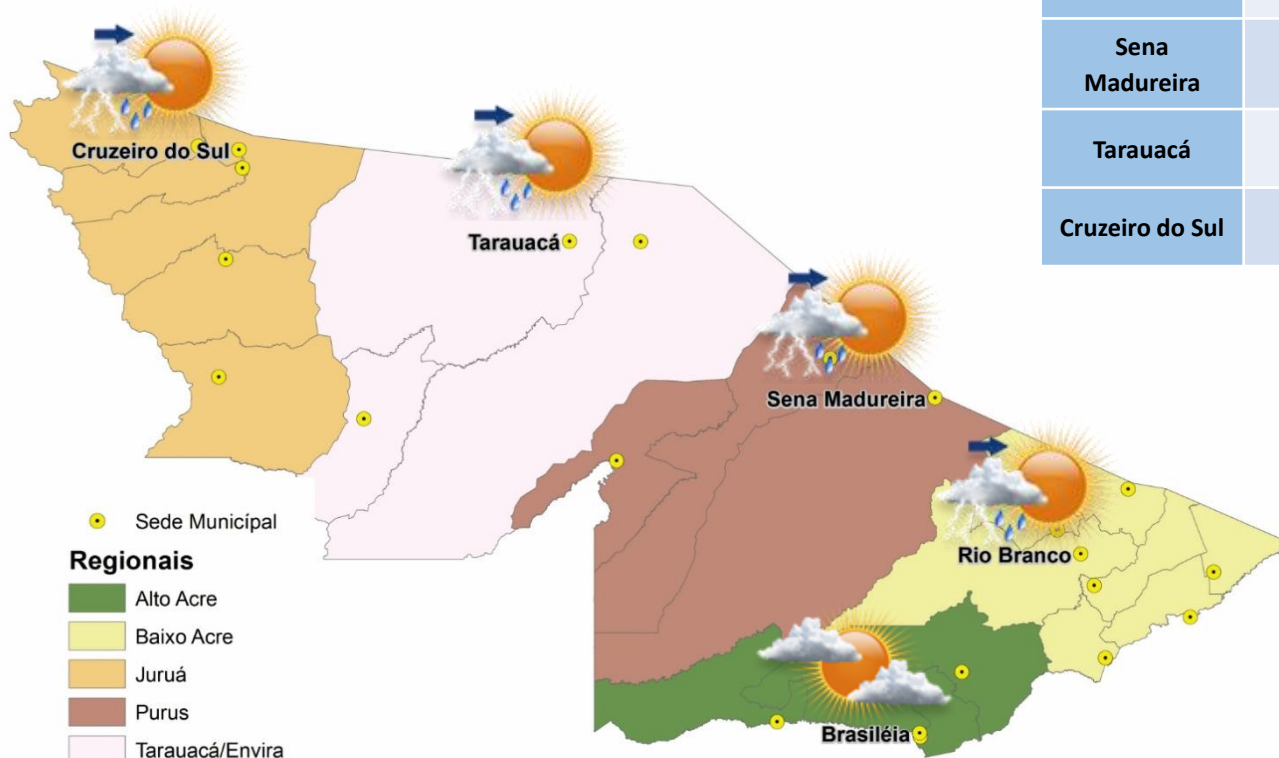 Sena
Madureira
Tarauacá
Cruzeiro do Sul
Cruzeiro do Sul
Tarauacá
Sena Madureira
Rio Branco
Brasiléia
Sede Municípal
Regionais
Alto Acre
Baixo Acre
Juruá
Purus
Tarauacá/Envira